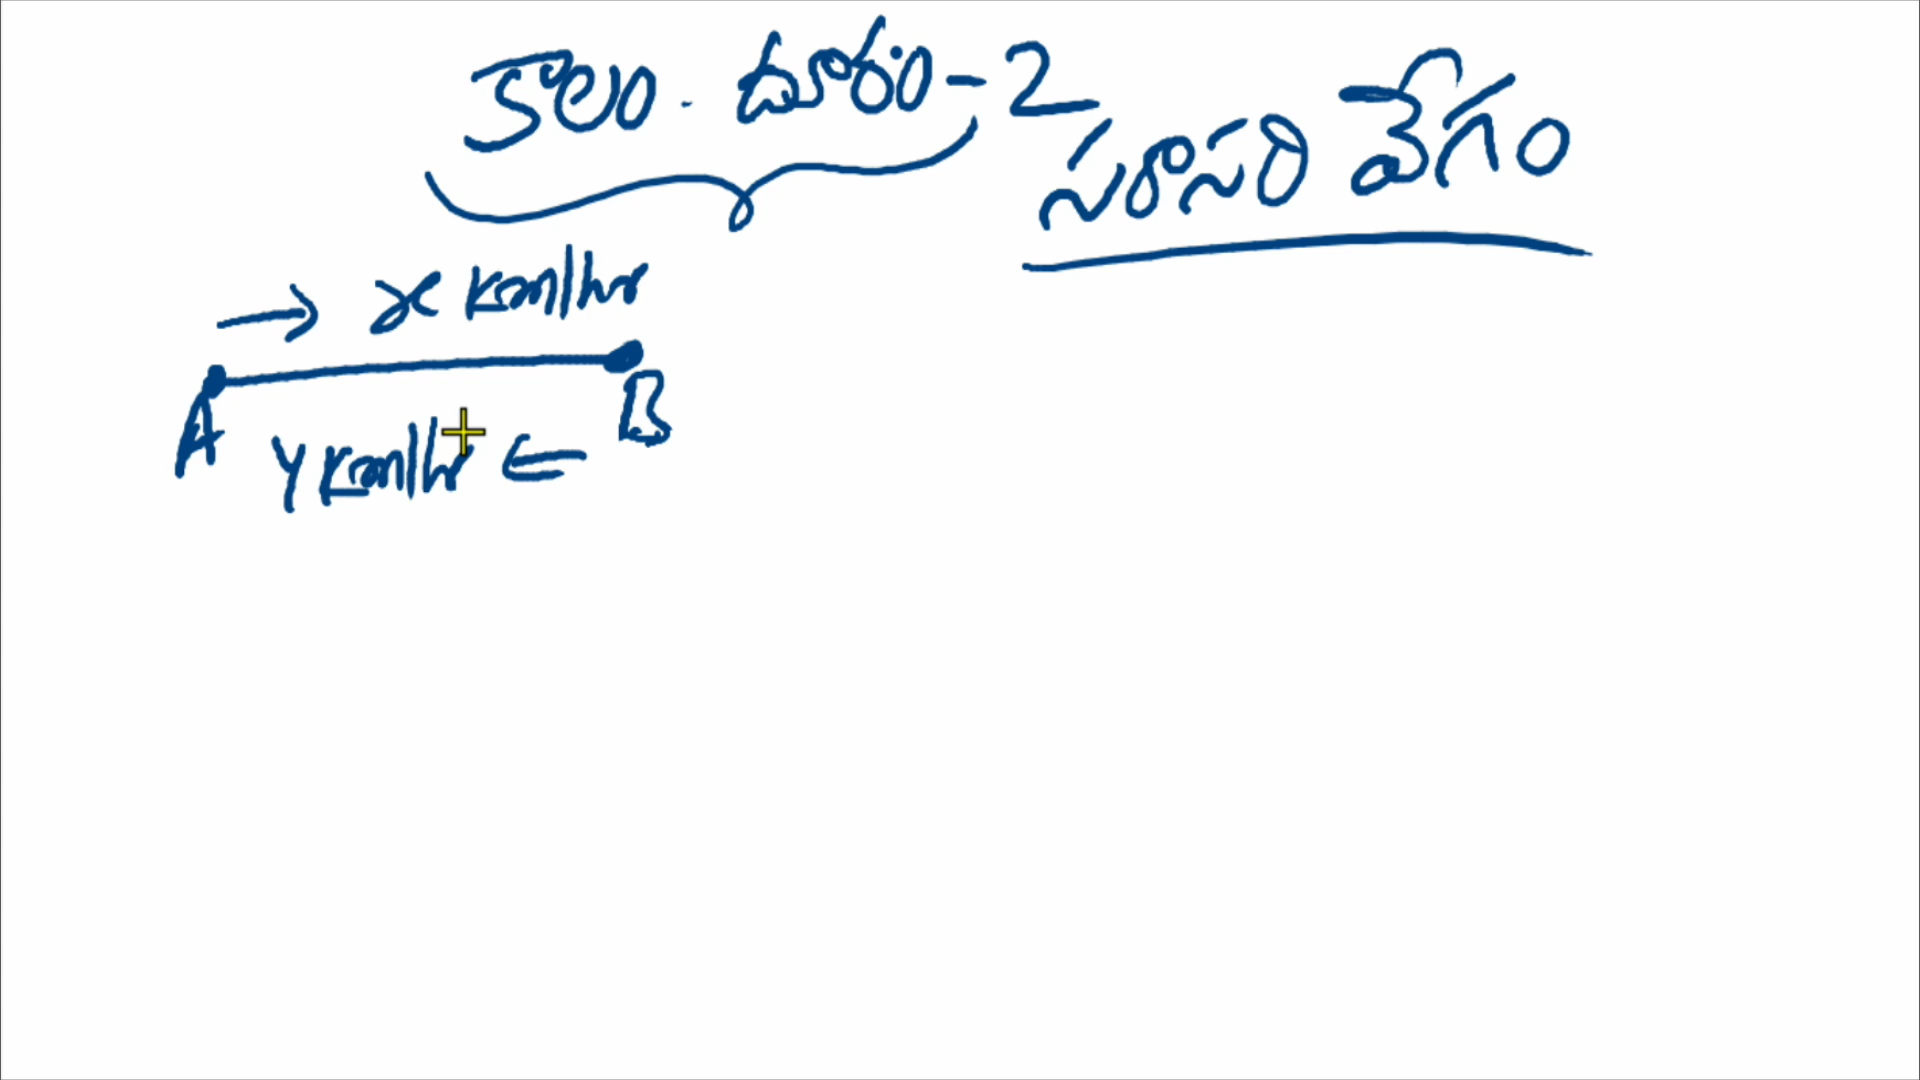 కాలం - దూరం - 2
సరాసరి వేగం
→ x km/hr
A B
y km/hr ←